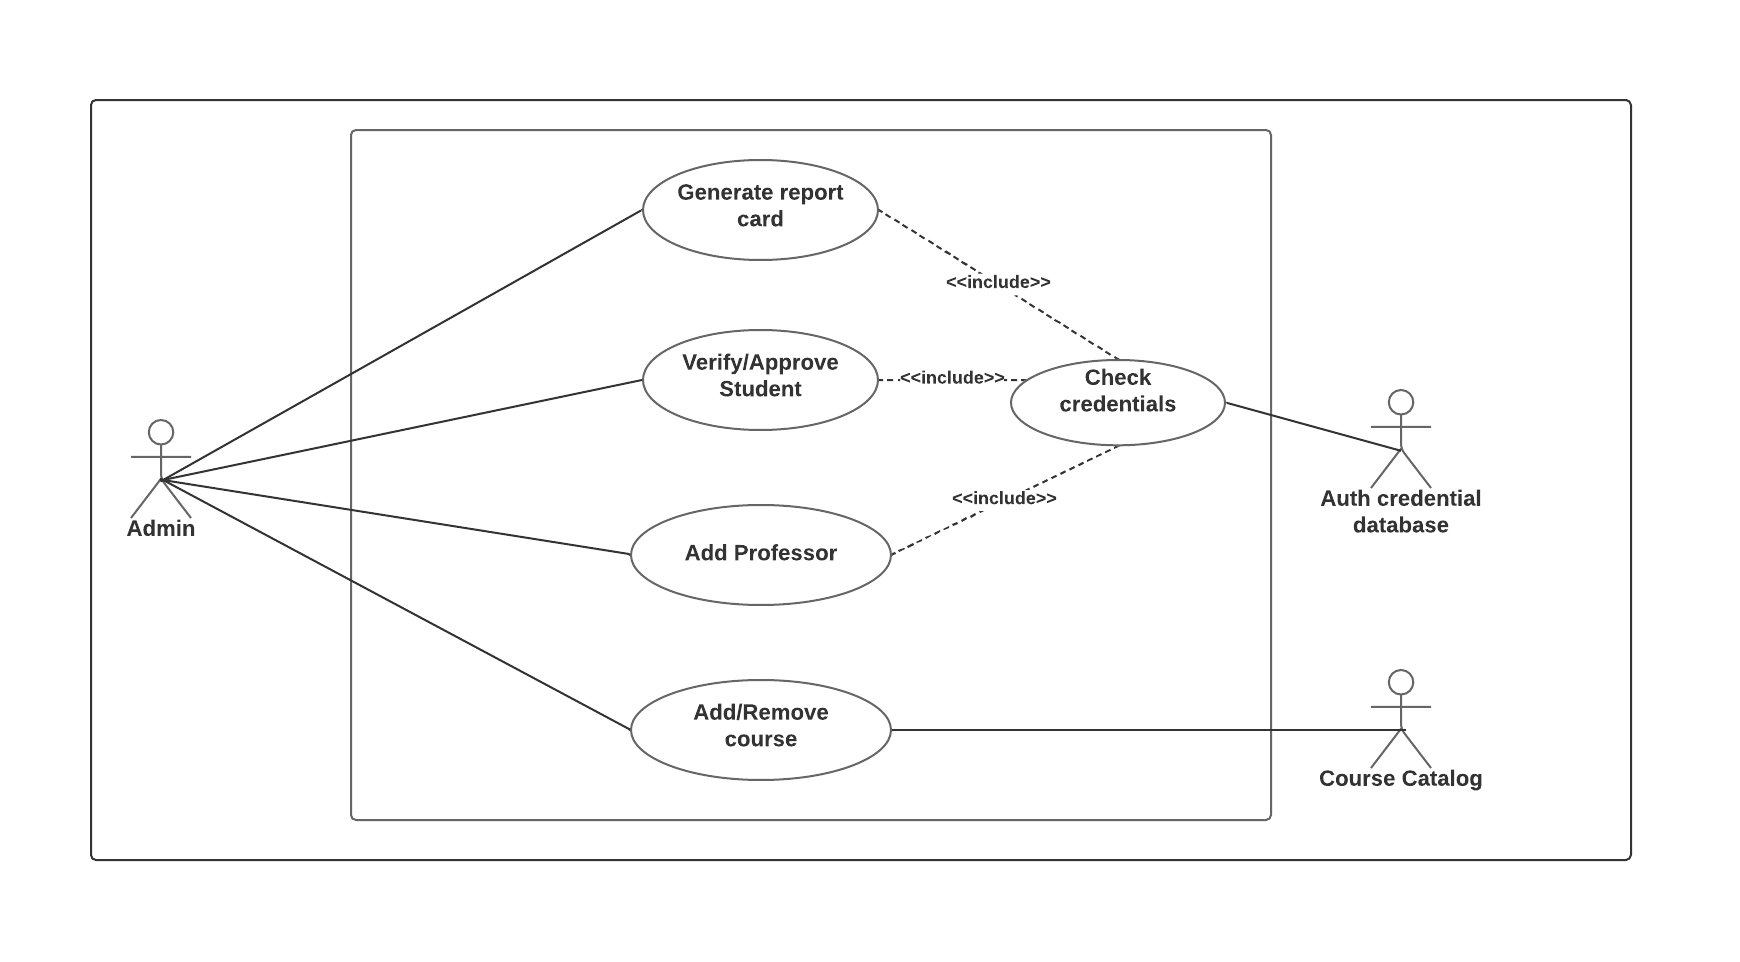 Generate report
card
<<include>>
Verify/Approve
Student
<<include>>
Check
credentials
Admin
Auth credential
database
<<include>>
Add Professor
Add/Remove
course
Course Catalog